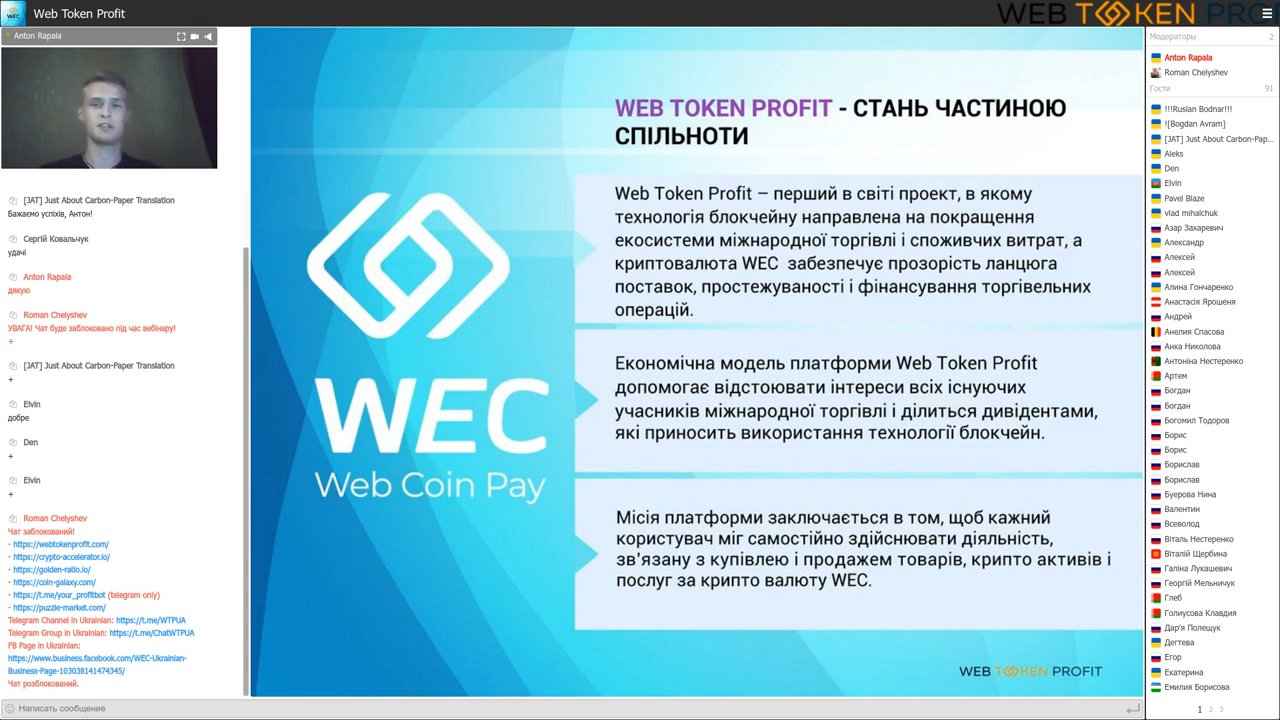 Web Token Profit
WEB TOKEN PRO
Anton Rapala
[JAT] Just About Carbon-Paper Translation
Бажаємо успіхів, Антон!
Сергій Ковальчук
удачі
Anton Rapala
дякую
Roman Chelyshev
УВАГА! Чат буде заблоковано під час вебінару!
+
[JAT] Just About Carbon-Paper Translation
+
Elvin
добре
Den
+
Elvin
+
Roman Chelyshev
Чат заблокований!
- https://webtokenprofit.com/
- https://crypto-accelerator.io/
- https://golden-ratio.io/
- https://coin-galaxy.com/
- https://t.me/your_profitbot (telegram only)
- https://puzzle-market.com/
Telegram Channel in Ukrainian: https://t.me/WTPUA
Telegram Group in Ukrainian: https://t.me/ChatWTPUA
FB Page in Ukrainian:
https://www.business.facebook.com/WEC-Ukrainian-
Business-Page-103038141474345/
Чат розблокований.
Написать сообщение
WEC
Web Coin Pay
WEB TOKEN PROFIT - СТАНЬ ЧАСТИНОЮ
СПІЛЬНОТИ
Web Token Profit – перший в світі проект, в якому
технологія блокчейну направлена на покращення
екосистеми міжнародної торгівлі і споживчих витрат, а
криптовалюта WEC забезпечує прозорість ланцюга
поставок, простежуваності і фінансування торгівельних
операцій.
Економічна модель платформи Web Token Profit
допомагає відстоювати інтереси всіх існуючих
учасників міжнародної торгівлі і ділиться дивідентами,
які приносить використання технології блокчейн.
Місія платформи заключається в том, щоб кажний
користувач міг самостійно здійснювати діяльність,
зв'язану з купівлею і продажем товарів, крипто активів і
послуг за крипто валюту WEC.
WEB TOKEN PROFIT
Модераторы 2
Anton Rapala
Roman Chelyshev
Гости 91
!!!Ruslan Bodnar!!!
![Bogdan Avram]
[JAT] Just About Carbon-Pap...
Aleks
Den
Elvin
Pavel Blaze
vlad mihalchuk
Азар Захаревич
Александр
Алексей
Алексей
Алина Гончаренко
Анастасія Ярошеня
Андрей
Анелия Спасова
Анка Николова
Антоніна Нестеренко
Артем
Богдан
Богдан
Богомил Тодоров
Борис
Борис
Борислав
Борислав
Буерова Нина
Валентин
Всеволод
Віталь Нестеренко
Віталій Щербина
Галіна Лукашевич
Георгій Мельничук
Глеб
Голиусова Клавдия
Дар'я Полещук
Дегтева
Егор
Екатерина
Емилия Борисова
1 2 3